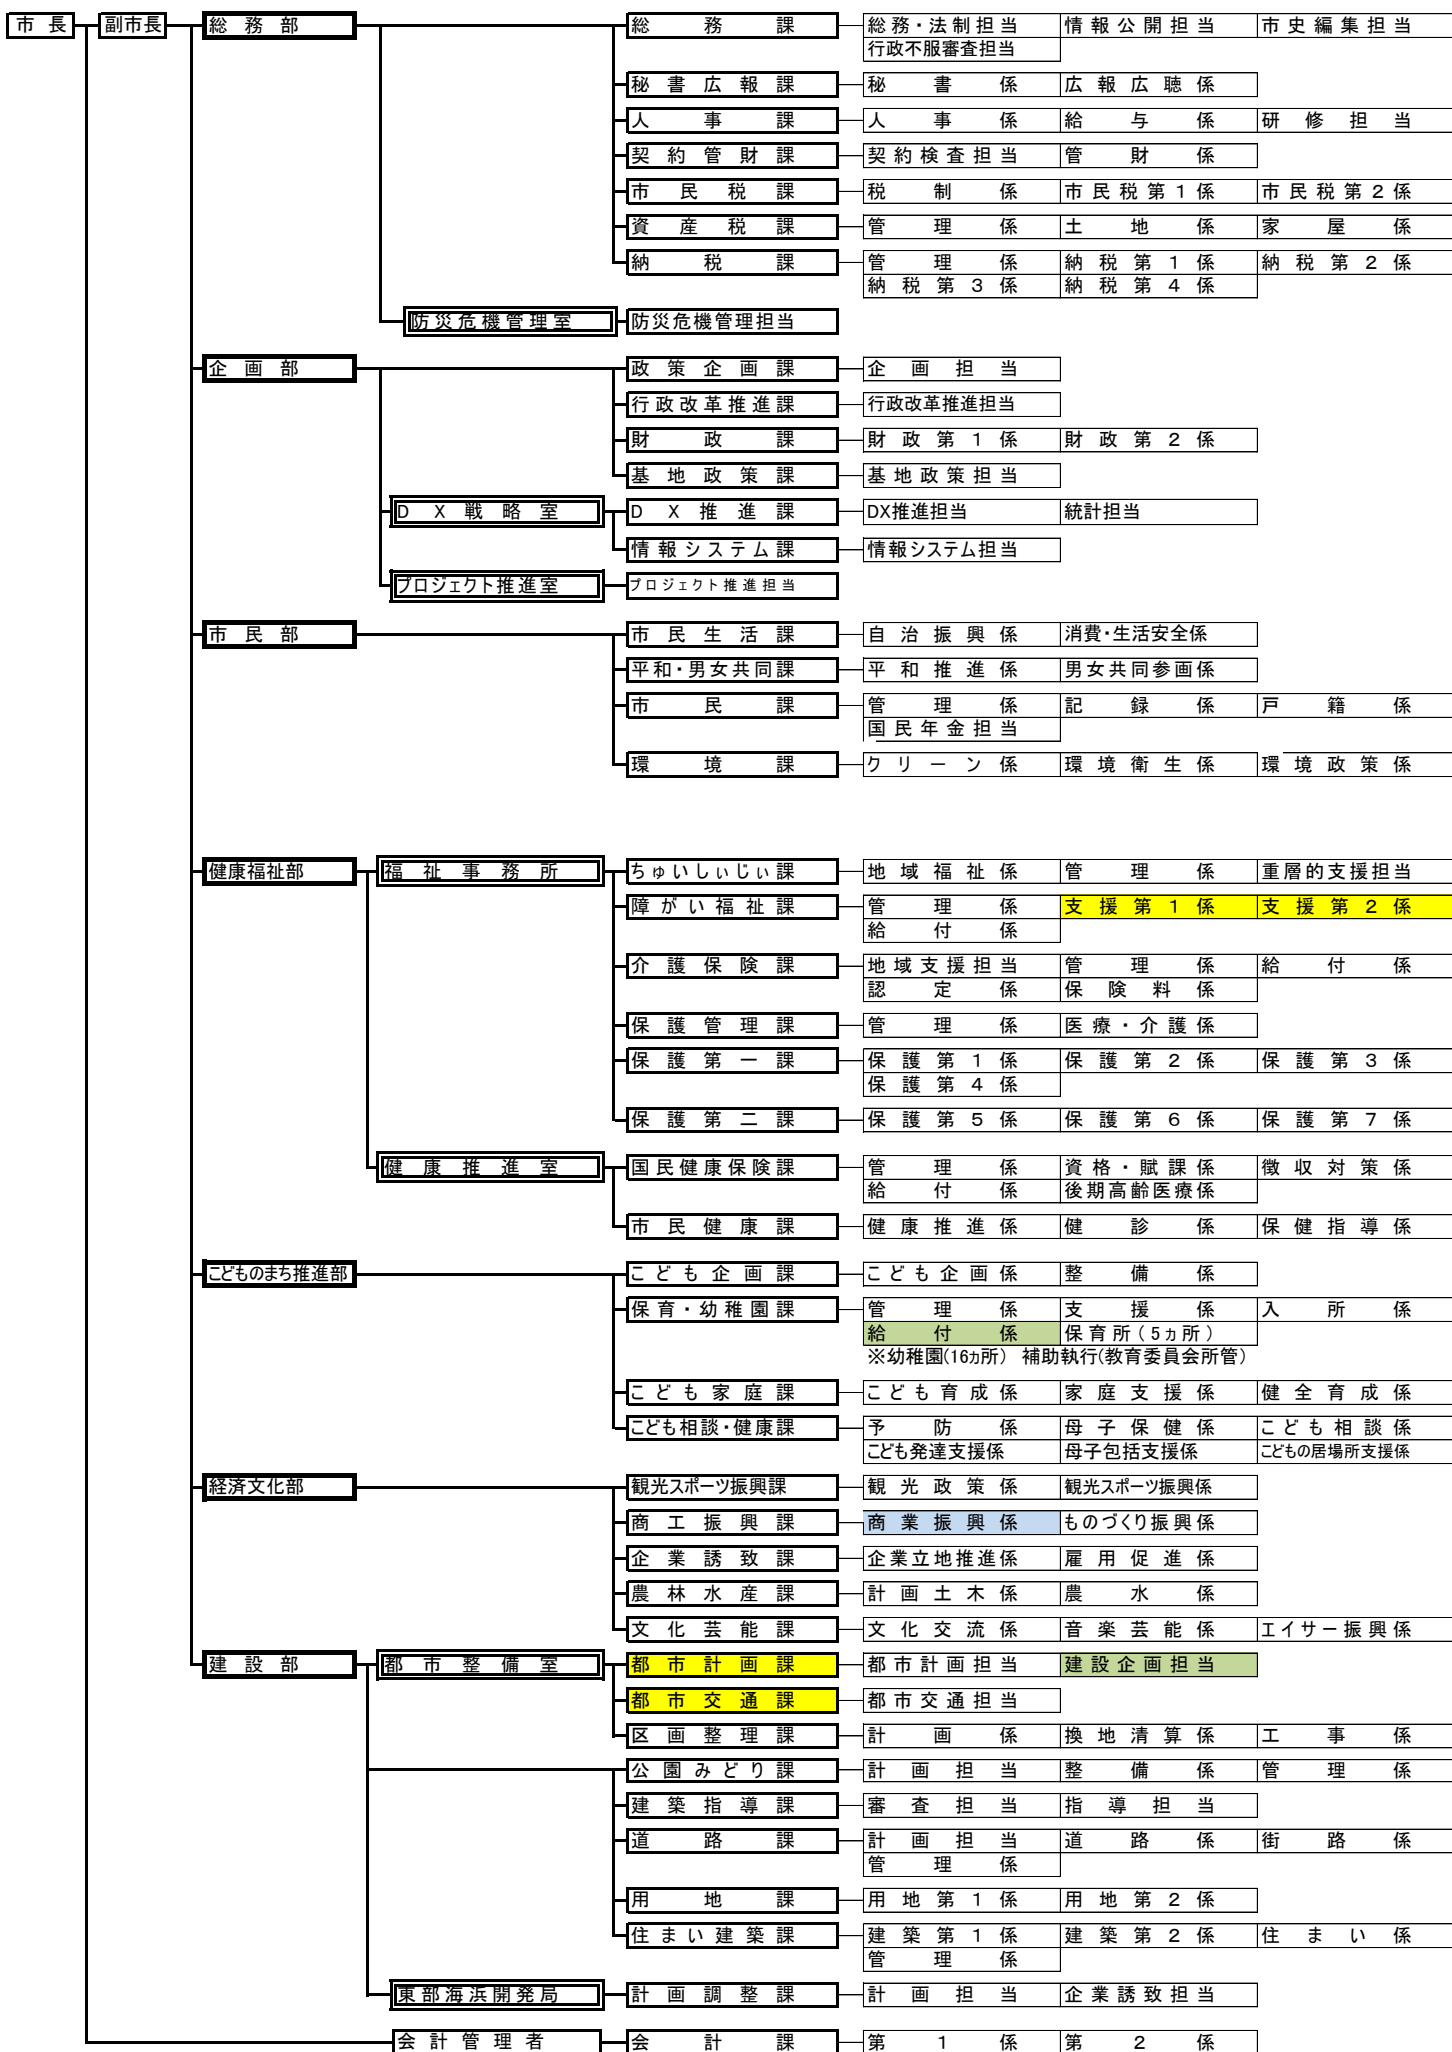 市長 副市長 総務部 総務課 総務・法制担当 情報公開担当 市史編集担当
行政不服審査担当
秘書広報課 秘書係 広報広聴係
人事課 人事係 給与係 研修担当
契約管財課 契約検査担当 管財係
市民税課 税制係 市民税第1係 市民税第2係
資産税課 管理係 土地係 家屋係
納税課 管理係 納税第1係 納税第2係
納税第3係 納税第4係
防災危機管理室 防災危機管理担当
企画部 政策企画課 企画担当
行政改革推進課 行政改革推進担当
財政課 財政第1係 財政第2係
基地政策課 基地政策担当
DX戦略室 DX推進課 DX推進担当 統計担当
情報システム課 情報システム担当
プロジェクト推進室 プロジェクト推進担当
市民部 市民生活課 自治振興係 消費・生活安全係
平和・男女共同課 平和推進係 男女共同参画係
市民課 管理係 記録係 戸籍係
国民年金担当
環境課 クリーン係 環境衛生係 環境政策係
健康福祉部 福祉事務所 ちゅいしぃじぃ課 地域福祉係 管理係 重層的支援担当
障がい福祉課 管理係 支援第1係 支援第2係
給付係
介護保険課 地域支援担当 管理係 給付係
認定係 保険料係
保護管理課 管理係 医療・介護係
保護第一課 保護第1係 保護第2係 保護第3係
保護第4係
保護第二課 保護第5係 保護第6係 保護第7係
健康推進室 国民健康保険課 管理係 資格・賦課係 徴収対策係
給付係 後期高齢医療係
市民健康課 健康推進係 健診係 保健指導係
こどものまち推進部 こども企画課 こども企画係 整備係
保育・幼稚園課 管理係 支援係 入所係
給付係 保育所(5ヵ所)
※幼稚園(16ヵ所) 補助執行(教育委員会所管)
こども家庭課 こども育成係 家庭支援係 健全育成係
こども相談・健康課 予防係 母子保健係 こども相談係
こども発達支援係 母子包括支援係 こどもの居場所支援係
経済文化部 観光スポーツ振興課 観光政策係 観光スポーツ振興係
商工振興課 商業振興係 ものづくり振興係
企業誘致課 企業立地推進係 雇用促進係
農林水産課 計画土木係 農水係
文化芸能課 文化交流係 音楽芸能係 エイサー振興係
建設部 都市整備室 都市計画課 都市計画担当 建設企画担当
都市交通課 都市交通担当
区画整理課 計画係 換地清算係 工事係
公園みどり課 計画担当 整備係 管理係
建築指導課 審査担当 指導担当
道路課 計画担当 道路係 街路係
管理係
用地課 用地第1係 用地第2係
住まい建築課 建築第1係 建築第2係 住まい係
管理係
東部海浜開発局 計画調整課 計画担当 企業誘致担当
会計管理者 会計課 第1係 第2係